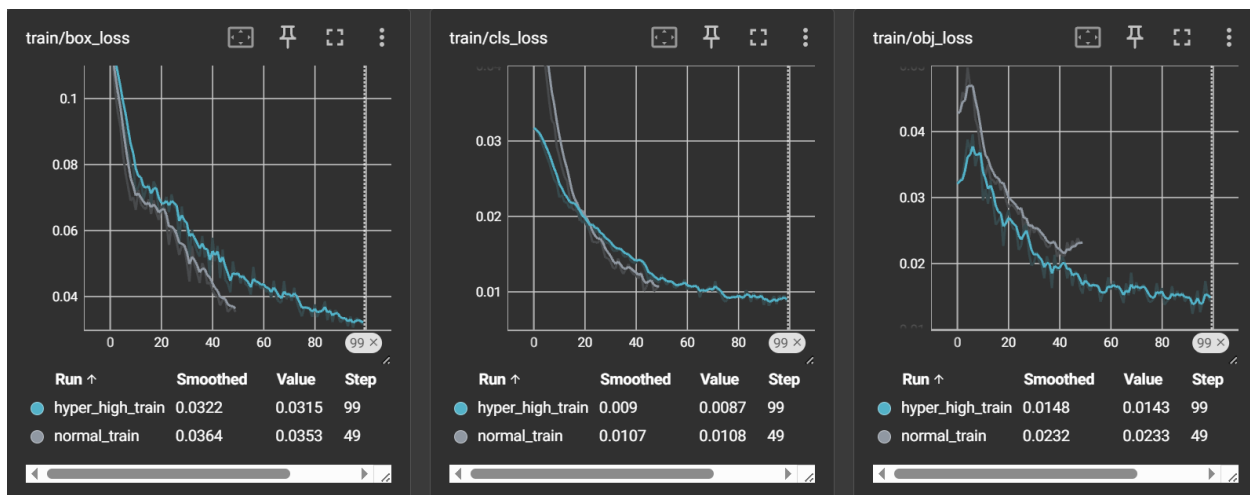 train/box_loss
0.1
0.08
0.06
0.04
0 20 40 60 80 99 ×
Run ↑ Smoothed Value Step
hyper_high_train 0.0322 0.0315 99
normal_train 0.0364 0.0353 49
train/cls_loss
0.03
0.02
0.01
0 20 40 60 80 99 ×
Run ↑ Smoothed Value Step
hyper_high_train 0.009 0.0087 99
normal_train 0.0107 0.0108 49
train/obj_loss
0.04
0.03
0.02
0 20 40 60 80 99 ×
Run ↑ Smoothed Value Step
hyper_high_train 0.0148 0.0143 99
normal_train 0.0232 0.0233 49